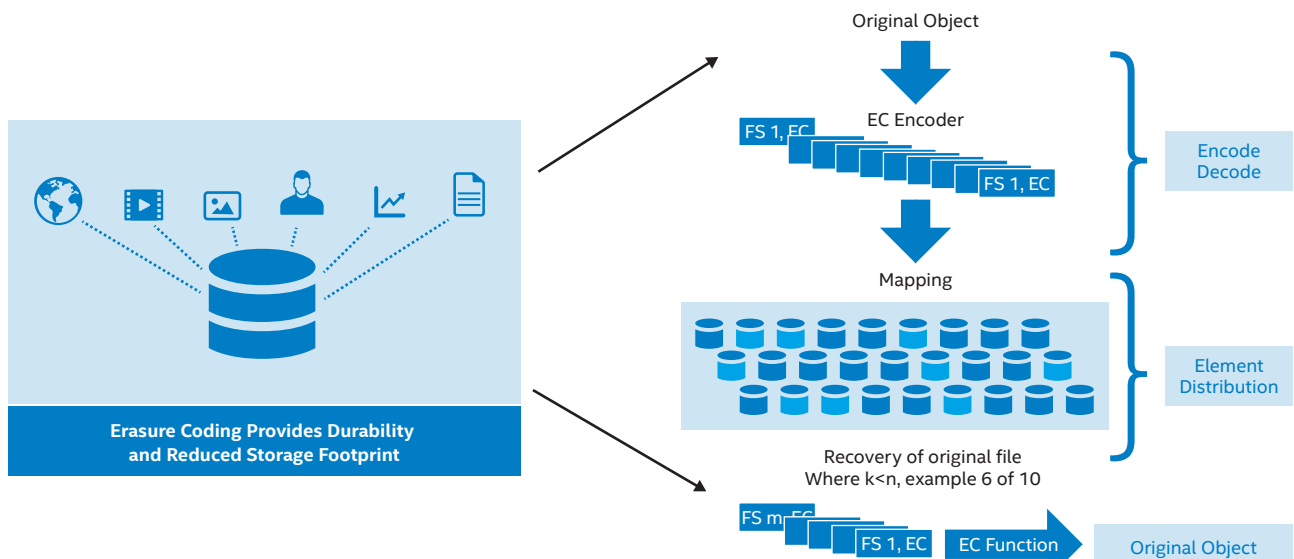 Original Object
EC Encoder
FS 1, EC
FS 1, EC
Encode
Decode
Mapping
Element
Distribution
Erasure Coding Provides Durability
and Reduced Storage Footprint
Recovery of original file
Where k<n, example 6 of 10
FS m, EC
FS 1, EC
EC Function
Original Object